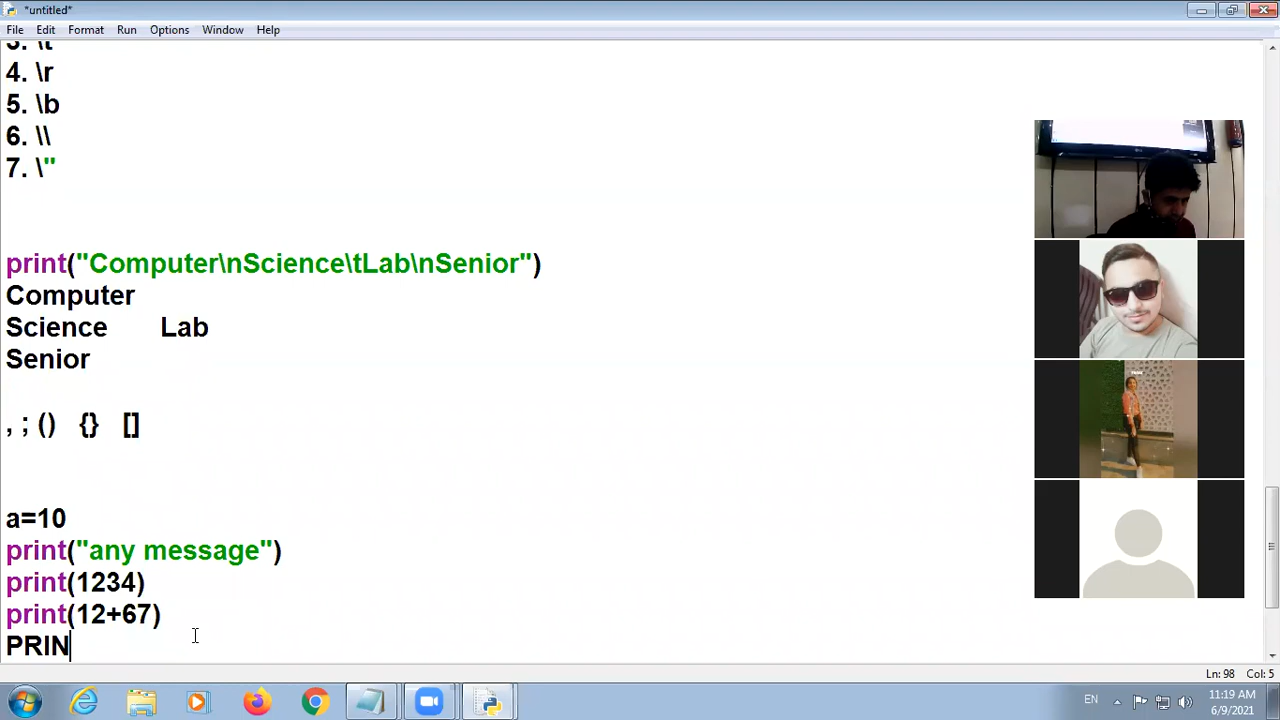 *untitled*
File Edit Format Run Options Window Help
3. \t
4. \r
5. \b
6. \\
7. \"
print("Computer\nScience\tLab\nSenior")
Computer
Science Lab
Senior
, ; () {} []
a=10
print("any message")
print(1234)
print(12+67)
PRIN
Ln: 98 Col: 5
EN
11:19 AM
6/9/2021